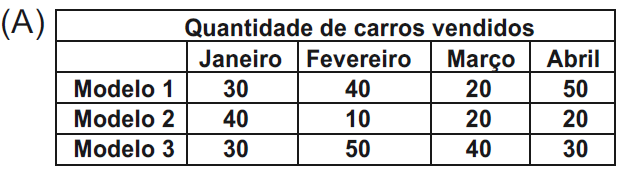 (A)
Quantidade de carros vendidos
Janeiro Fevereiro Março Abril
Modelo 1 30 40 20 50
Modelo 2 40 10 20 20
Modelo 3 30 50 40 30